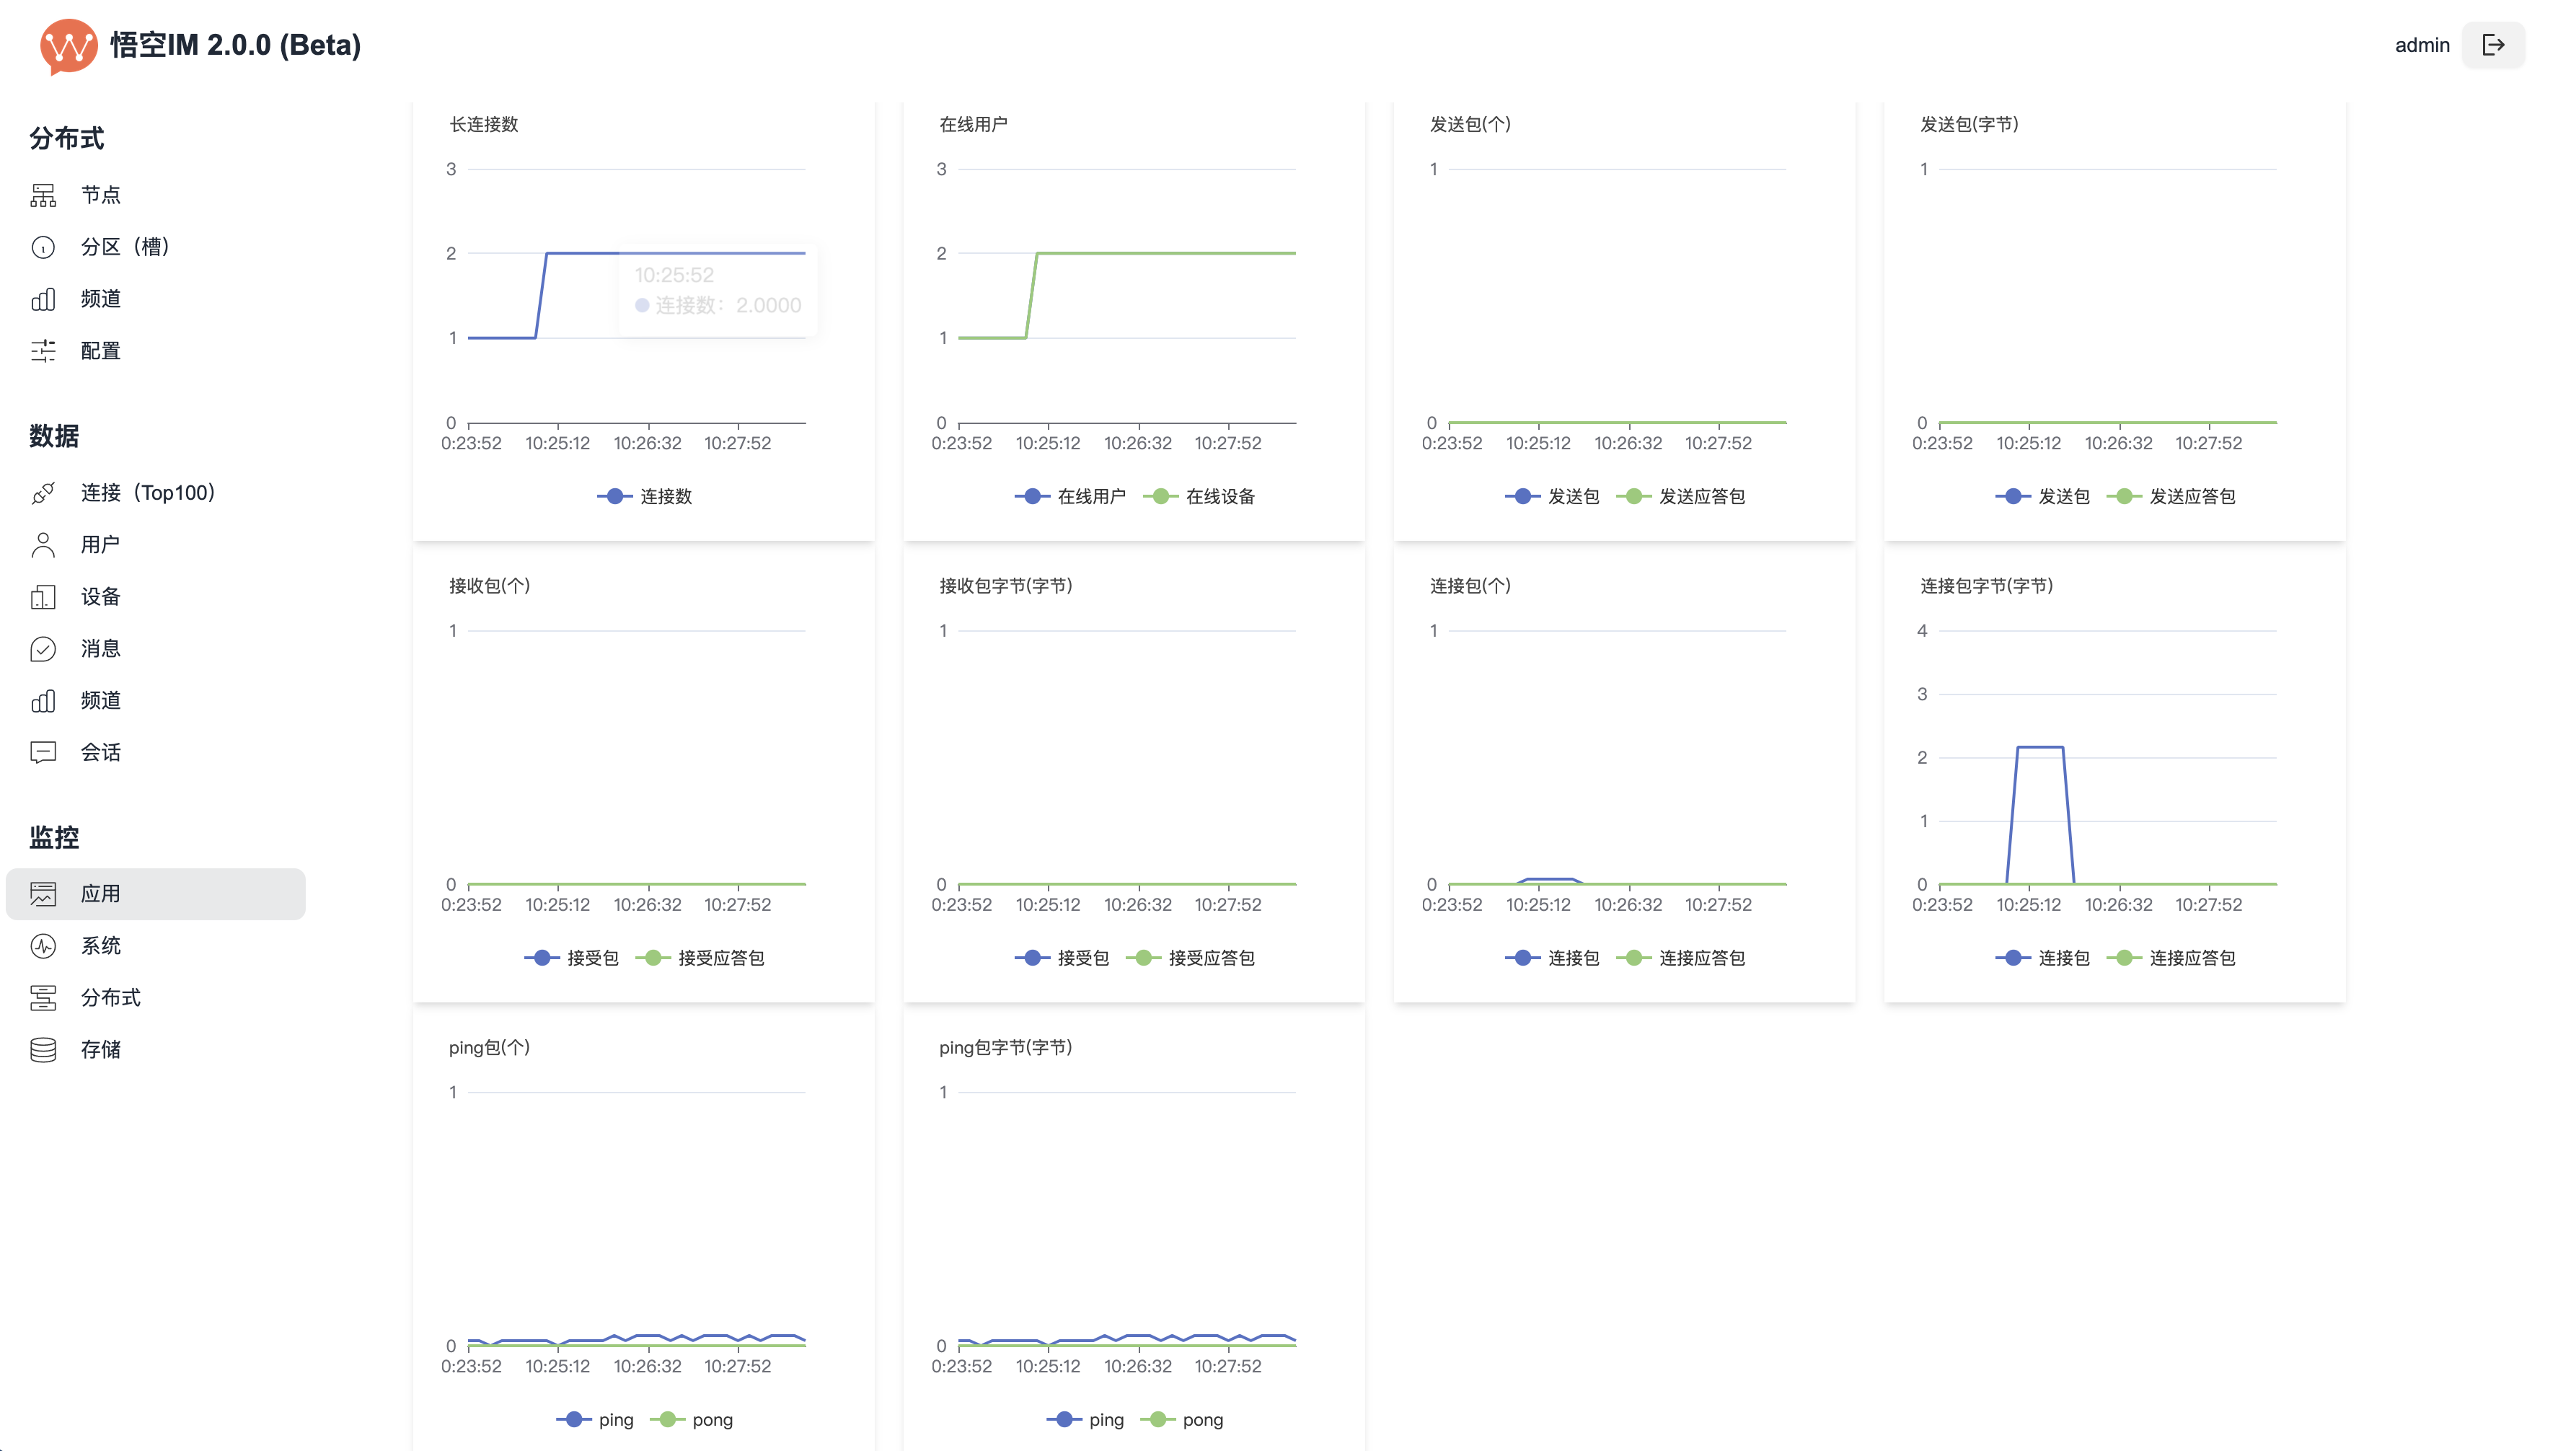 悟空IM 2.0.0 (Beta)
admin
分布式
节点
分区（槽）
频道
配置
数据
连接（Top100）
用户
设备
消息
频道
会话
监控
应用
系统
分布式
存储
长连接数
3
2
1
0
10:25:52
连接数： 2.0000
0:23:52 10:25:12 10:26:32 10:27:52
连接数
在线用户
3
2
1
0
0:23:52 10:25:12 10:26:32 10:27:52
在线用户 在线设备
发送包(个)
1
0
0:23:52 10:25:12 10:26:32 10:27:52
发送包 发送应答包
发送包(字节)
1
0
0:23:52 10:25:12 10:26:32 10:27:52
发送包 发送应答包
接收包(个)
1
0
0:23:52 10:25:12 10:26:32 10:27:52
接受包 接受应答包
接收包字节(字节)
1
0
0:23:52 10:25:12 10:26:32 10:27:52
接受包 接受应答包
连接包(个)
1
0
0:23:52 10:25:12 10:26:32 10:27:52
连接包 连接应答包
连接包字节(字节)
4
3
2
1
0
0:23:52 10:25:12 10:26:32 10:27:52
连接包 连接应答包
ping包(个)
1
0
0:23:52 10:25:12 10:26:32 10:27:52
ping pong
ping包字节(字节)
1
0
0:23:52 10:25:12 10:26:32 10:27:52
ping pong